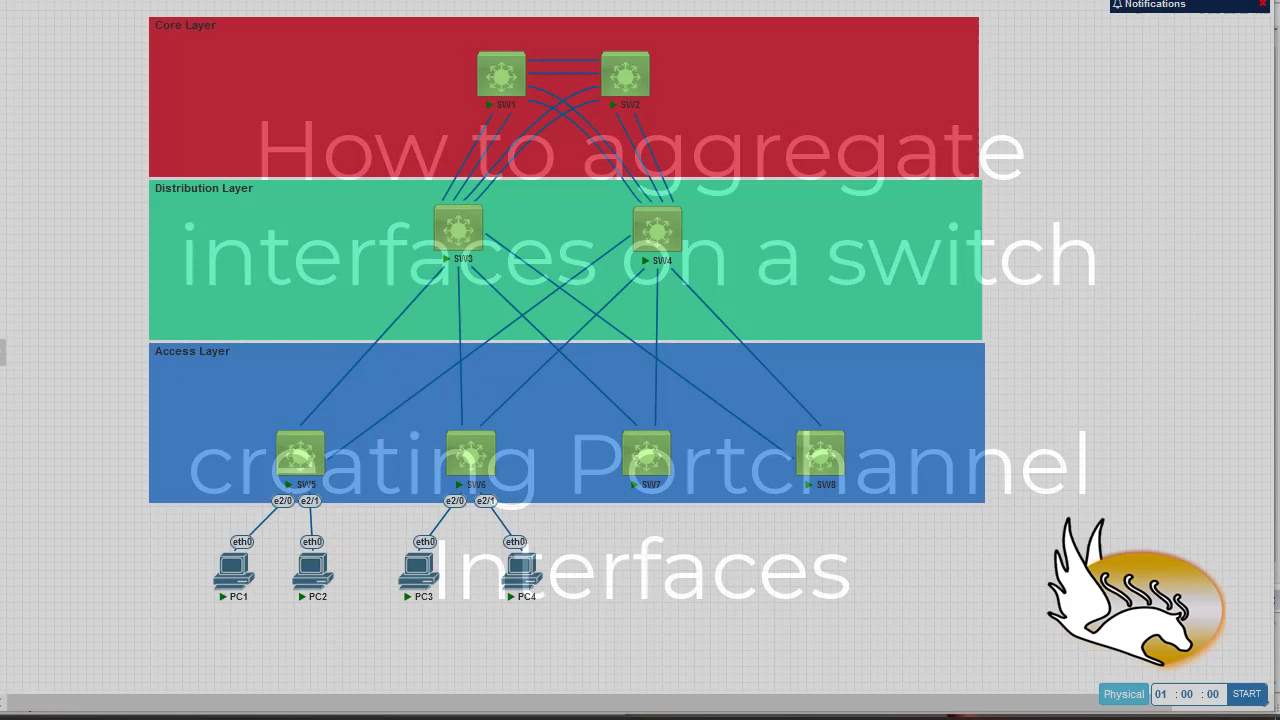 Notifications
Core Layer
SW1
SW2
How to aggregate
Distribution Layer
interfaces on a switch
SW3
SW4
Access Layer
creating Portchannel
SW5
SW6
SW7
SW8
e2/0
e2/1
e2/0
e2/1
eth0
eth0
eth0
eth0
Interfaces
PC1
PC2
PC3
PC4
Physical
01 : 00 : 00
START